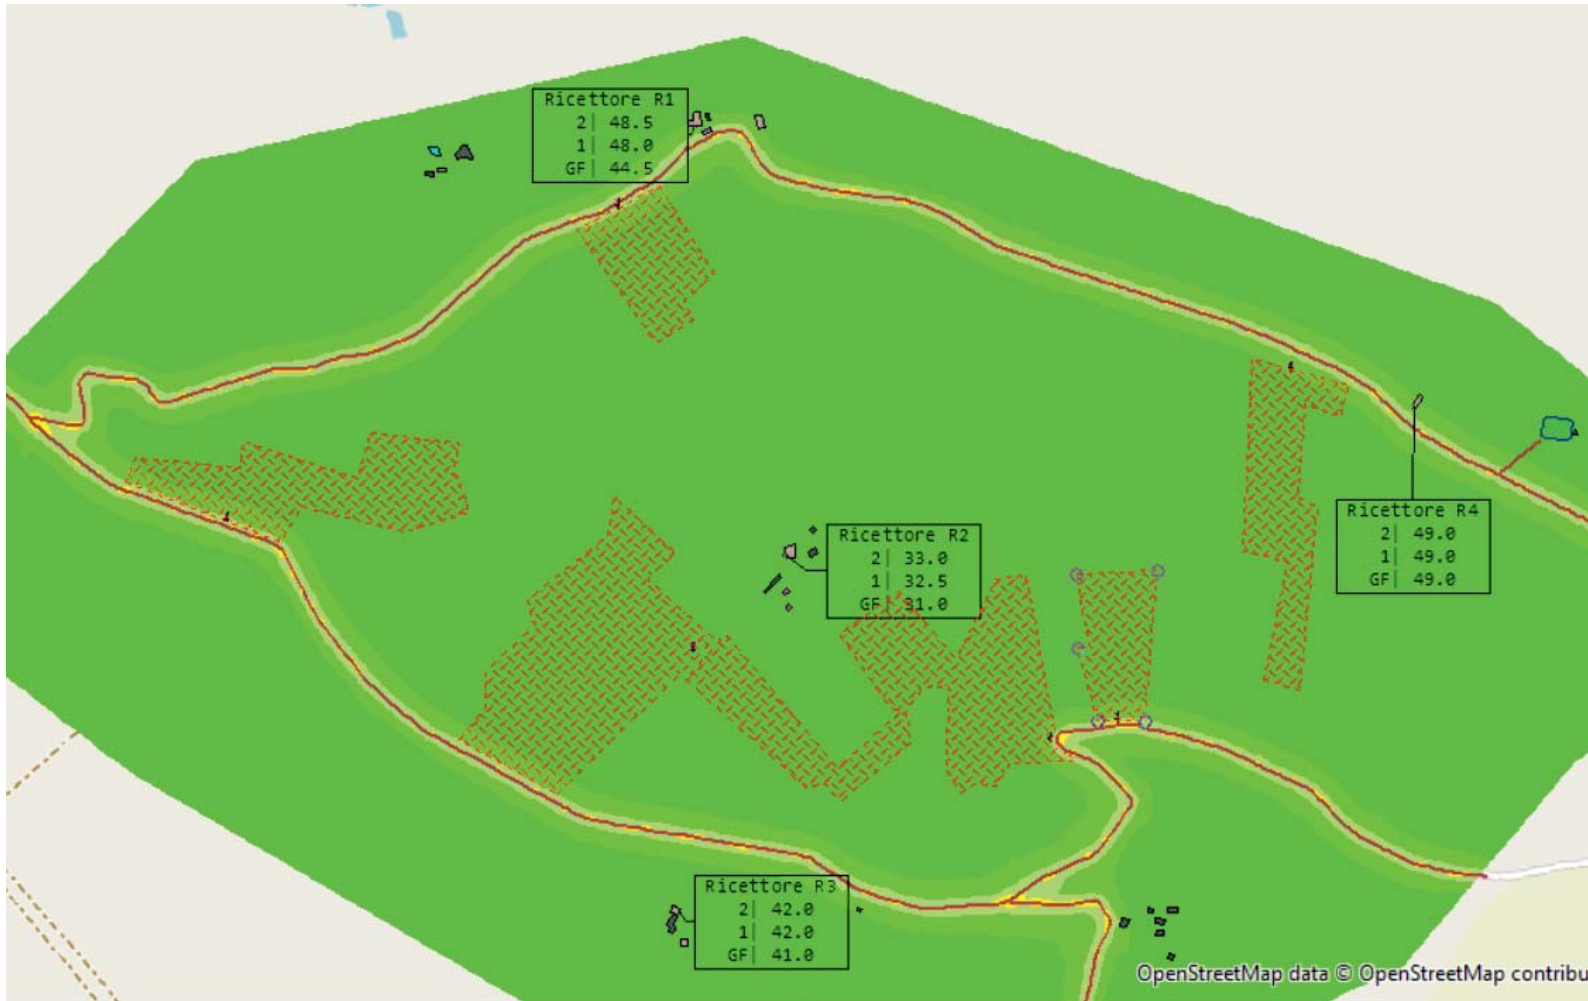 Ricettore R1
2| 48.5
1| 48.0
GF| 44.5
Ricettore R2
2| 33.0
1| 32.5
GF| 31.0
Ricettore R4
2| 49.0
1| 49.0
GF| 49.0
Ricettore R3
2| 42.0
1| 42.0
GF| 41.0
OpenStreetMap data © OpenStreetMap contribu